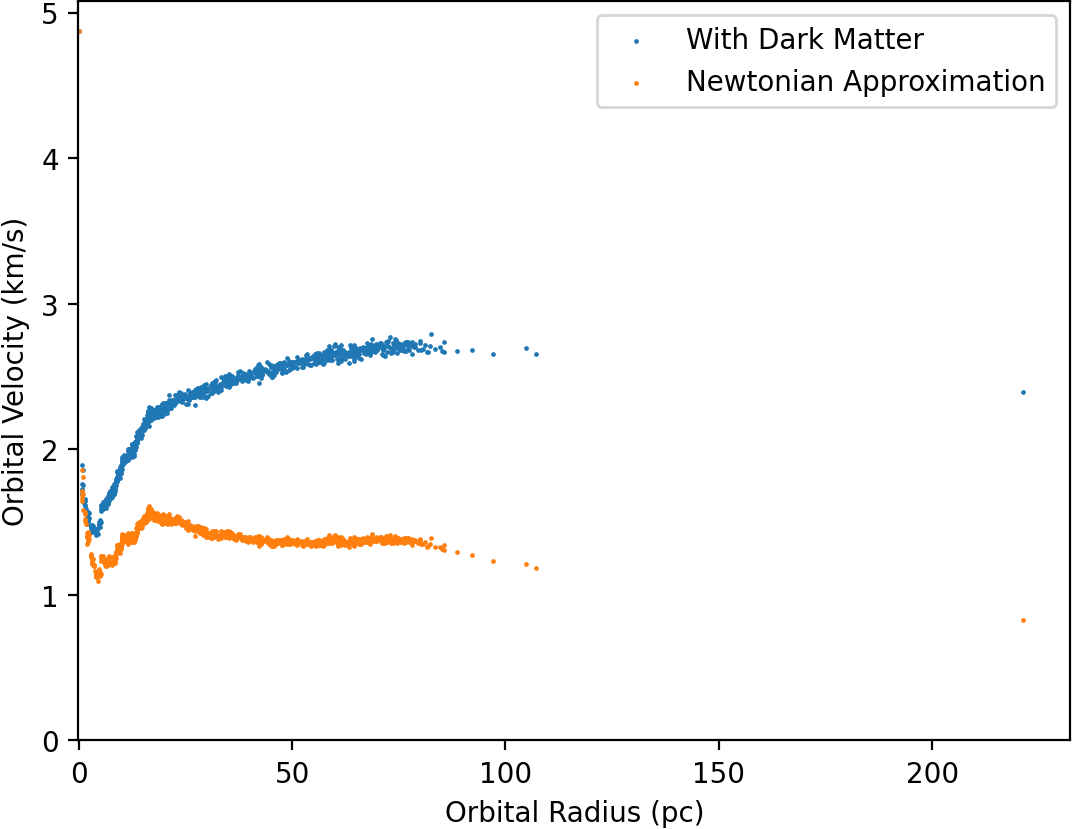 With Dark Matter
Newtonian Approximation
Orbital Velocity (km/s)
5
4
3
2
1
0
0 50 100 150 200
Orbital Radius (pc)